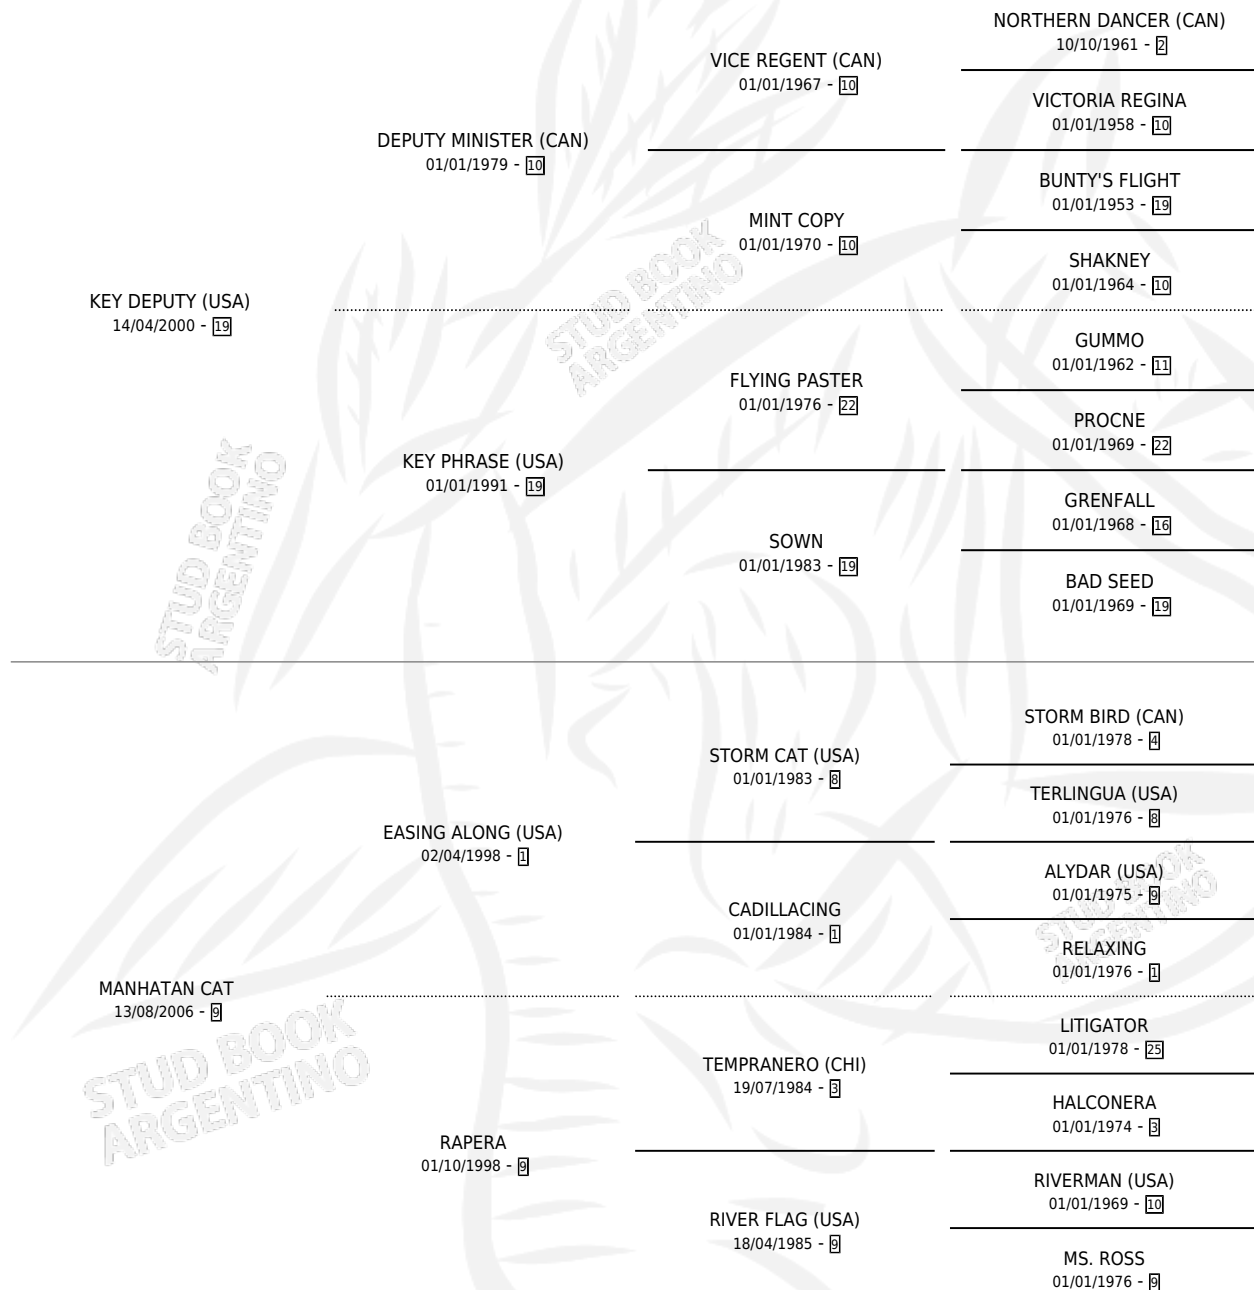 NORTHERN DANCER (CAN)
10/10/1961 - 2
VICE REGENT (CAN)
01/01/1967 - 10
VICTORIA REGINA
01/01/1958 - 10
DEPUTY MINISTER (CAN)
01/01/1979 - 10
BUNTY'S FLIGHT
01/01/1953 - 19
MINT COPY
01/01/1970 - 10
SHAKNEY
01/01/1964 - 10
KEY DEPUTY (USA)
14/04/2000 - 19
GUMMO
01/01/1962 - 11
FLYING PASTER
01/01/1976 - 22
PROCNE
01/01/1969 - 22
KEY PHRASE (USA)
01/01/1991 - 19
GRENFALL
01/01/1968 - 16
SOWN
01/01/1983 - 19
BAD SEED
01/01/1969 - 19
STUD BOOK
ARGENTINO
STUD BOOK
ARGENTINO
STORM BIRD (CAN)
01/01/1978 - 4
STORM CAT (USA)
01/01/1983 - 8
TERLINGUA (USA)
01/01/1976 - 8
EASING ALONG (USA)
02/04/1998 - 1
ALYDAR (USA)
01/01/1975 - 9
CADILLACING
01/01/1984 - 1
RELAXING
01/01/1976 - 1
MANHATAN CAT
13/08/2006 - 9
LITIGATOR
01/01/1978 - 25
TEMPRANERO (CHI)
19/07/1984 - 3
HALCONERA
01/01/1974 - 3
RAPERA
01/10/1998 - 9
RIVERMAN (USA)
01/01/1969 - 10
RIVER FLAG (USA)
18/04/1985 - 9
MS. ROSS
01/01/1976 - 9
STUD BOOK
ARGENTINO
STUD BOOK
ARGENTINO